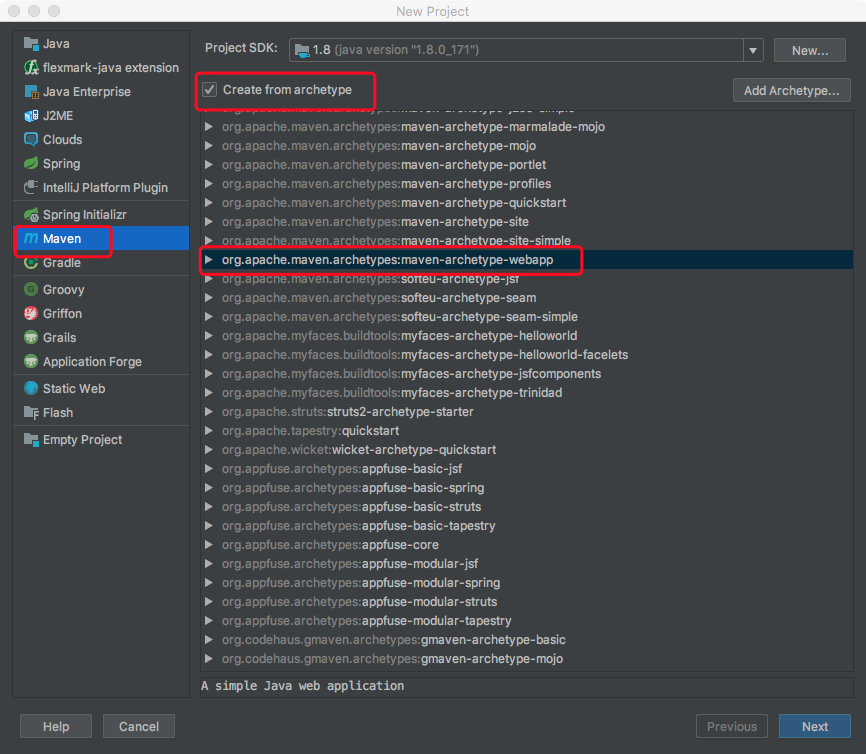 New Project
Java
flexmark-java extension
Java Enterprise
J2ME
Clouds
Spring
IntelliJ Platform Plugin
Spring Initializr
Maven
Gradle
Groovy
Griffon
Grails
Application Forge
Static Web
Flash
Empty Project
Project SDK: 1.8 (java version "1.8.0_171") New...
Create from archetype Add Archetype...
org.apache.maven.archetypes:maven-archetype-marmalade-mojo
org.apache.maven.archetypes:maven-archetype-mojo
org.apache.maven.archetypes:maven-archetype-portlet
org.apache.maven.archetypes:maven-archetype-profiles
org.apache.maven.archetypes:maven-archetype-quickstart
org.apache.maven.archetypes:maven-archetype-site
org.apache.maven.archetypes:maven-archetype-site-simple
org.apache.maven.archetypes:maven-archetype-webapp
org.apache.maven.archetypes:softeu-archetype-jsf
org.apache.maven.archetypes:softeu-archetype-seam
org.apache.maven.archetypes:softeu-archetype-seam-simple
org.apache.myfaces.buildtools:myfaces-archetype-helloworld
org.apache.myfaces.buildtools:myfaces-archetype-helloworld-facelets
org.apache.myfaces.buildtools:myfaces-archetype-jsfcomponents
org.apache.myfaces.buildtools:myfaces-archetype-trinidad
org.apache.struts:struts2-archetype-starter
org.apache.tapestry:quickstart
org.apache.wicket:wicket-archetype-quickstart
org.appfuse.archetypes:appfuse-basic-jsf
org.appfuse.archetypes:appfuse-basic-spring
org.appfuse.archetypes:appfuse-basic-struts
org.appfuse.archetypes:appfuse-basic-tapestry
org.appfuse.archetypes:appfuse-core
org.appfuse.archetypes:appfuse-modular-jsf
org.appfuse.archetypes:appfuse-modular-spring
org.appfuse.archetypes:appfuse-modular-struts
org.appfuse.archetypes:appfuse-modular-tapestry
org.codehaus.gmaven.archetypes:gmaven-archetype-basic
org.codehaus.gmaven.archetypes:gmaven-archetype-mojo
A simple Java web application
Help Cancel Previous Next